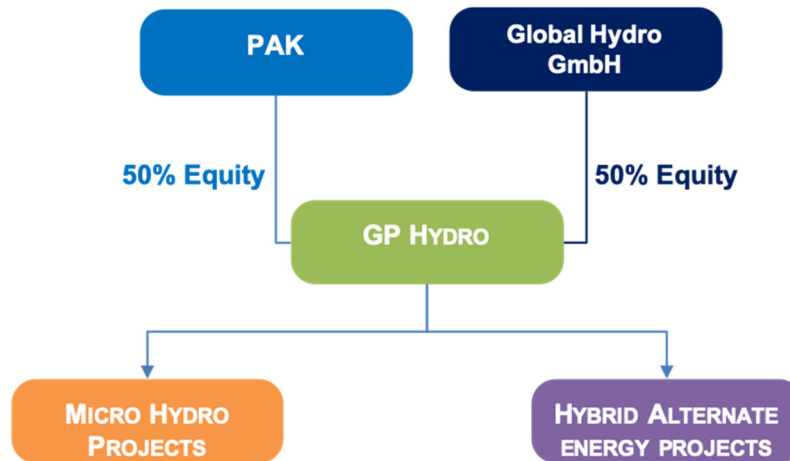 PAK
Global Hydro
GmbH
50% Equity
50% Equity
GP HYDRO
MICRO HYDRO
PROJECTS
HYBRID ALTERNATE
ENERGY PROJECTS